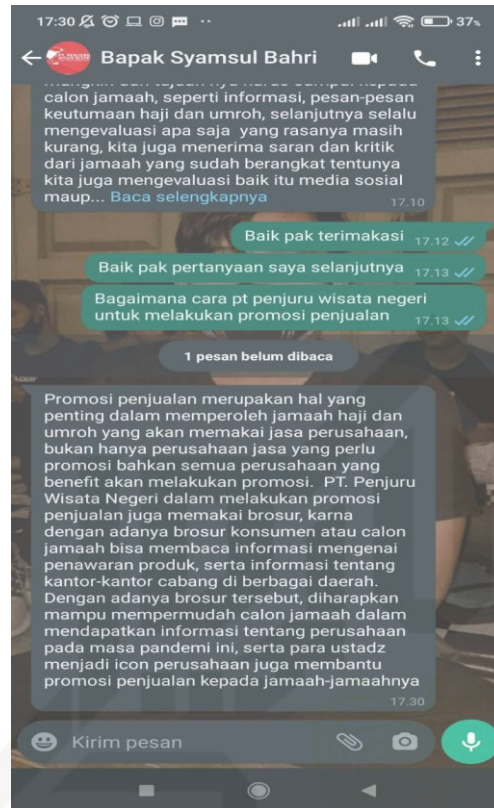 17:30
37%
Bapak Syamsul Bahri
calon jamaah, seperti informasi, pesan-pesan
keutumaan haji dan umroh, selanjutnya selalu
mengevaluasi apa saja yang rasanya masih
kurang, kita juga menerima saran dan kritik
dari jamaah yang sudah berangkat tentunya
kita juga mengevaluasi baik itu media sosial
maup... Baca selengkapnya
17.10
Baik pak terimakasi 17.12
Baik pak pertanyaan saya selanjutnya 17.13
Bagaimana cara pt penjuru wisata negeri
untuk melakukan promosi penjualan 17.13
1 pesan belum dibaca
Promosi penjualan merupakan hal yang
penting dalam memperoleh jamaah haji dan
umroh yang akan memakai jasa perusahaan,
bukan hanya perusahaan jasa yang perlu
promosi bahkan semua perusahaan yang
benefit akan melakukan promosi. PT. Penjuru
Wisata Negeri dalam melakukan promosi
penjualan juga memakai brosur, karna
dengan adanya brosur konsumen atau calon
jamaah bisa membaca informasi mengenai
penawaran produk, serta informasi tentang
kantor-kantor cabang di berbagai daerah.
Dengan adanya brosur tersebut, diharapkan
mampu mempermudah calon jamaah dalam
mendapatkan informasi tentang perusahaan
pada masa pandemi ini, serta para ustadz
menjadi icon perusahaan juga membantu
promosi penjualan kepada jamaah-jamaahnya
17.30
Kirim pesan